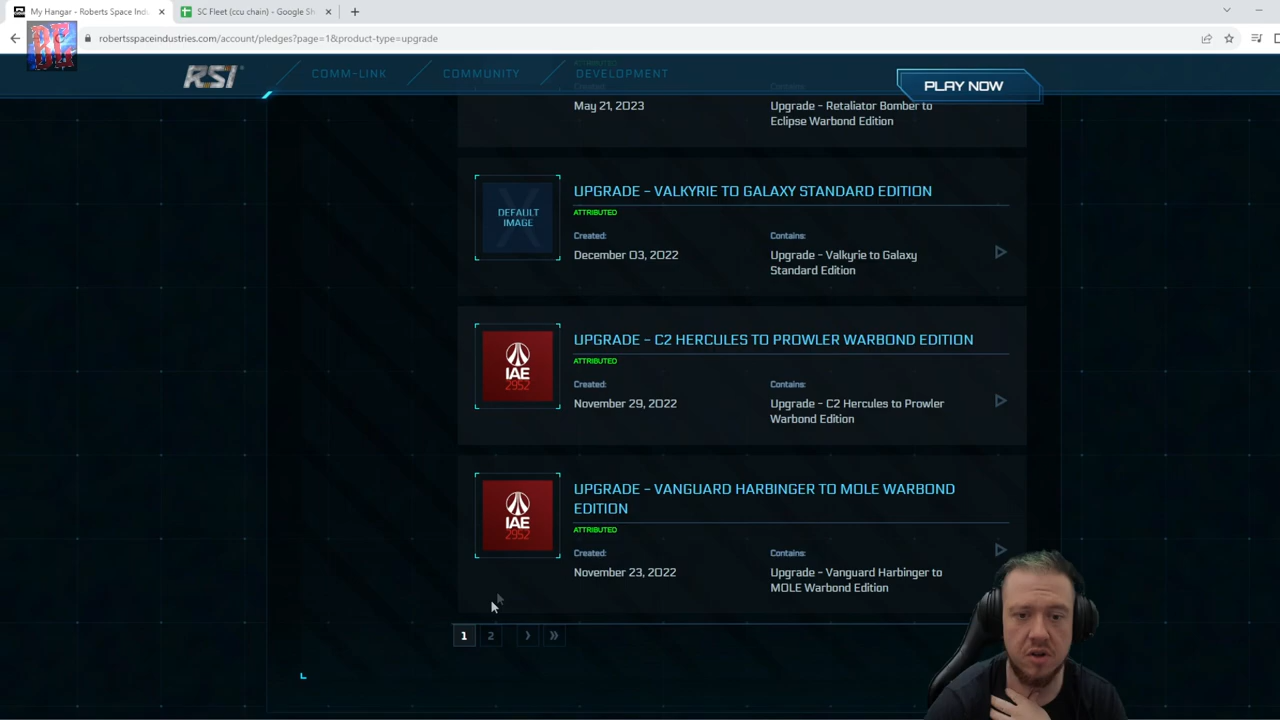 My Hangar - Roberts Space Ind
SC Fleet (ccu chain) - Google Sh
robertsspaceindustries.com/account/pledges?page=1&product-type=upgrade
RSI
COMM-LINK
COMMUNITY
DEVELOPMENT
PLAY NOW
ATTRIBUTED
Created:
Contains:
May 21, 2023
Upgrade - Retaliator Bomber to
Eclipse Warbond Edition
DEFAULT
IMAGE
UPGRADE - VALKYRIE TO GALAXY STANDARD EDITION
ATTRIBUTED
Created:
Contains:
December 03, 2022
Upgrade - Valkyrie to Galaxy
Standard Edition
IAE
2952
UPGRADE - C2 HERCULES TO PROWLER WARBOND EDITION
ATTRIBUTED
Created:
Contains:
November 29, 2022
Upgrade - C2 Hercules to Prowler
Warbond Edition
IAE
2952
UPGRADE - VANGUARD HARBINGER TO MOLE WARBOND
EDITION
ATTRIBUTED
Created:
Contains:
November 23, 2022
Upgrade - Vanguard Harbinger to
MOLE Warbond Edition
1
2